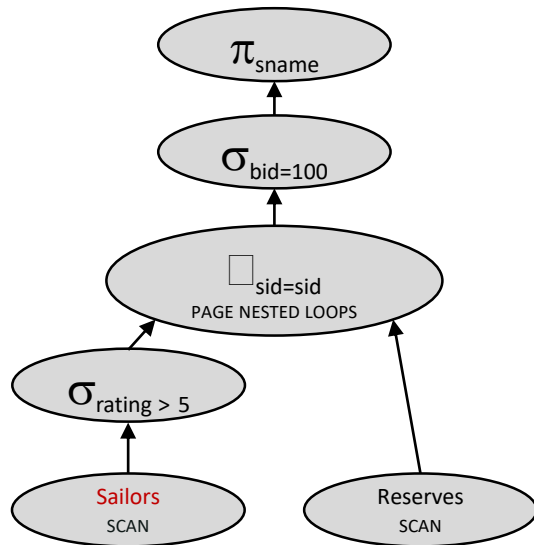 πsname
σbid=100
□sid=sid
PAGE NESTED LOOPS
σrating > 5
Sailors
SCAN
Reserves
SCAN